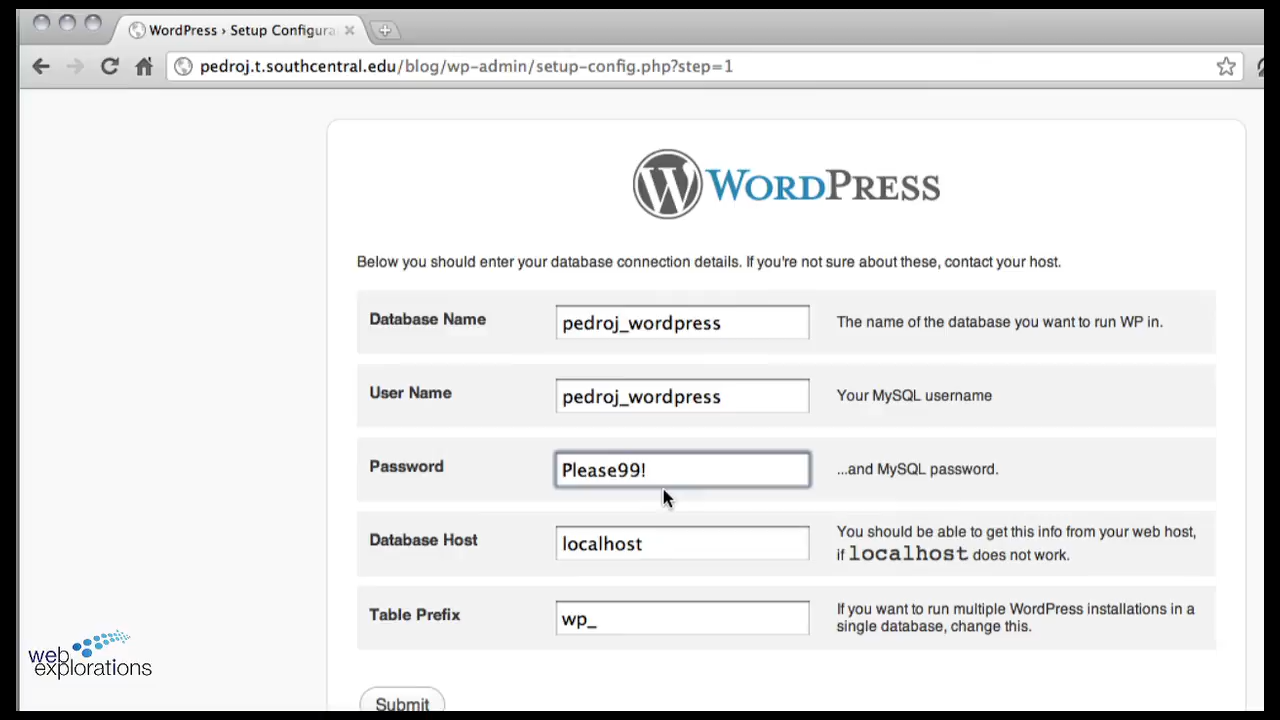 WordPress › Setup Configura
pedroj.t.southcentral.edu/blog/wp-admin/setup-config.php?step=1
WORDPRESS
Below you should enter your database connection details. If you're not sure about these, contact your host.
Database Name
pedroj_wordpress
The name of the database you want to run WP in.
User Name
pedroj_wordpress
Your MySQL username
Password
Please99!
...and MySQL password.
Database Host
localhost
You should be able to get this info from your web host,
if localhost does not work.
Table Prefix
wp_
If you want to run multiple WordPress installations in a
single database, change this.
Submit
web
explorations